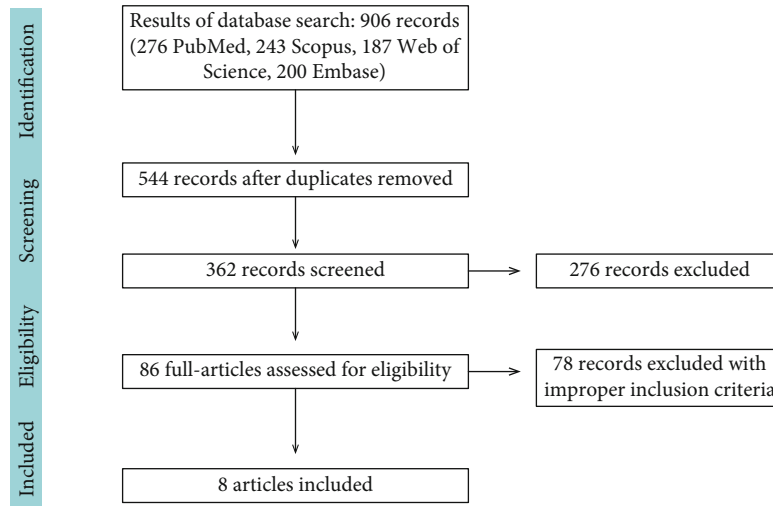 Identification
Results of database search: 906 records
(276 PubMed, 243 Scopus, 187 Web of
Science, 200 Embase)
Screening
544 records after duplicates removed
362 records screened
276 records excluded
Eligibility
86 full-articles assessed for eligibility
78 records excluded with
improper inclusion criteria
Included
8 articles included